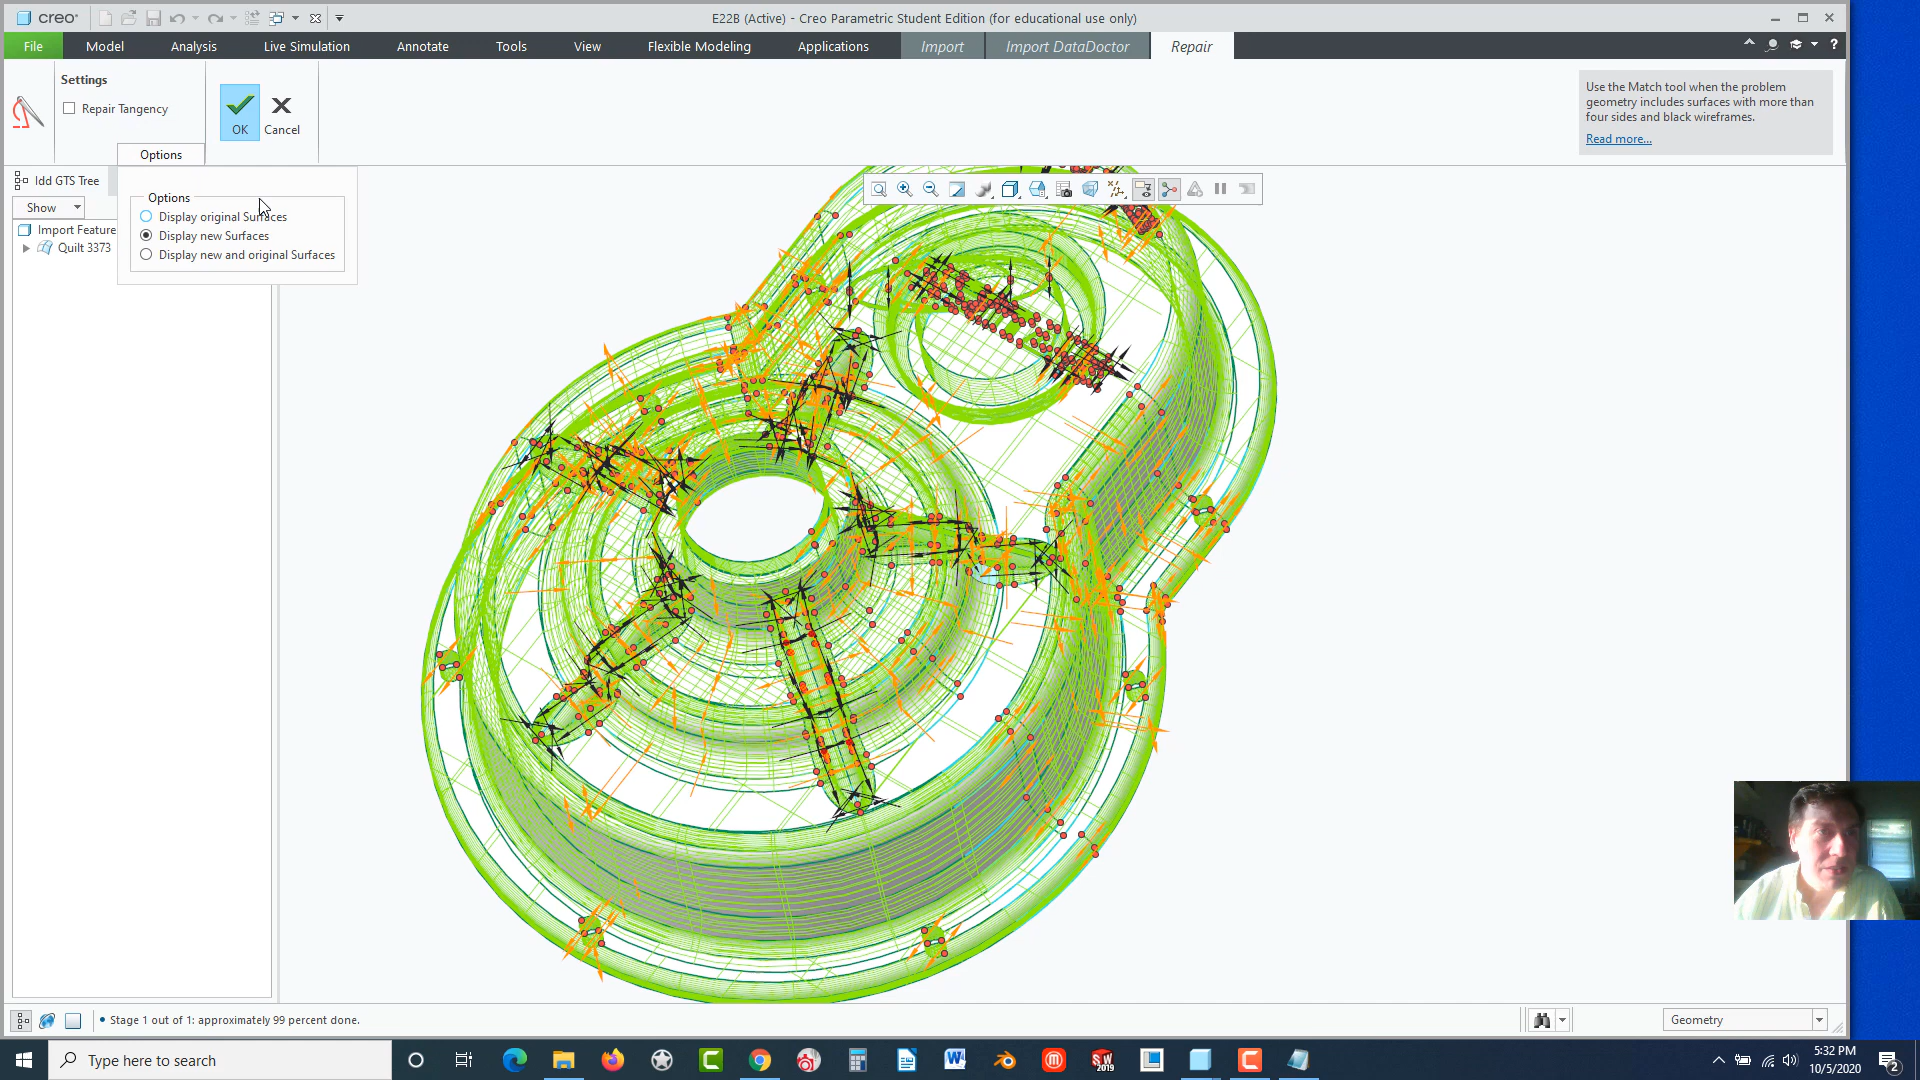 creo
E22B (Active) - Creo Parametric Student Edition (for educational use only)
File
Model
Analysis
Live Simulation
Annotate
Tools
View
Flexible Modeling
Applications
Import
Import DataDoctor
Repair
Settings
Repair Tangency
OK
Cancel
Options
Use the Match tool when the problem
geometry includes surfaces with more than
four sides and black wireframes.
Read more...
Idd GTS Tree
Show
Import Feature
Quilt 3373
Options
Display original Surfaces
Display new Surfaces
Display new and original Surfaces
Stage 1 out of 1: approximately 99 percent done.
Geometry
Type here to search
SW
2019
5:32 PM
10/5/2020
2